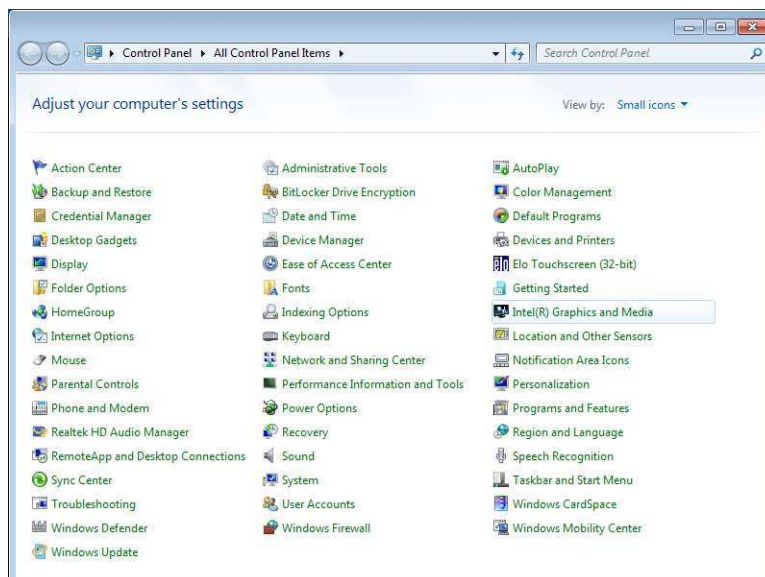 Control Panel ▸ All Control Panel Items ▸ Search Control Panel
Adjust your computer's settings View by: Small icons
Action Center Administrative Tools AutoPlay
Backup and Restore BitLocker Drive Encryption Color Management
Credential Manager Date and Time Default Programs
Desktop Gadgets Device Manager Devices and Printers
Display Ease of Access Center Elo Touchscreen (32-bit)
Folder Options Fonts Getting Started
HomeGroup Indexing Options Intel(R) Graphics and Media
Internet Options Keyboard Location and Other Sensors
Mouse Network and Sharing Center Notification Area Icons
Parental Controls Performance Information and Tools Personalization
Phone and Modem Power Options Programs and Features
Realtek HD Audio Manager Recovery Region and Language
RemoteApp and Desktop Connections Sound Speech Recognition
Sync Center System Taskbar and Start Menu
Troubleshooting User Accounts Windows CardSpace
Windows Defender Windows Firewall Windows Mobility Center
Windows Update